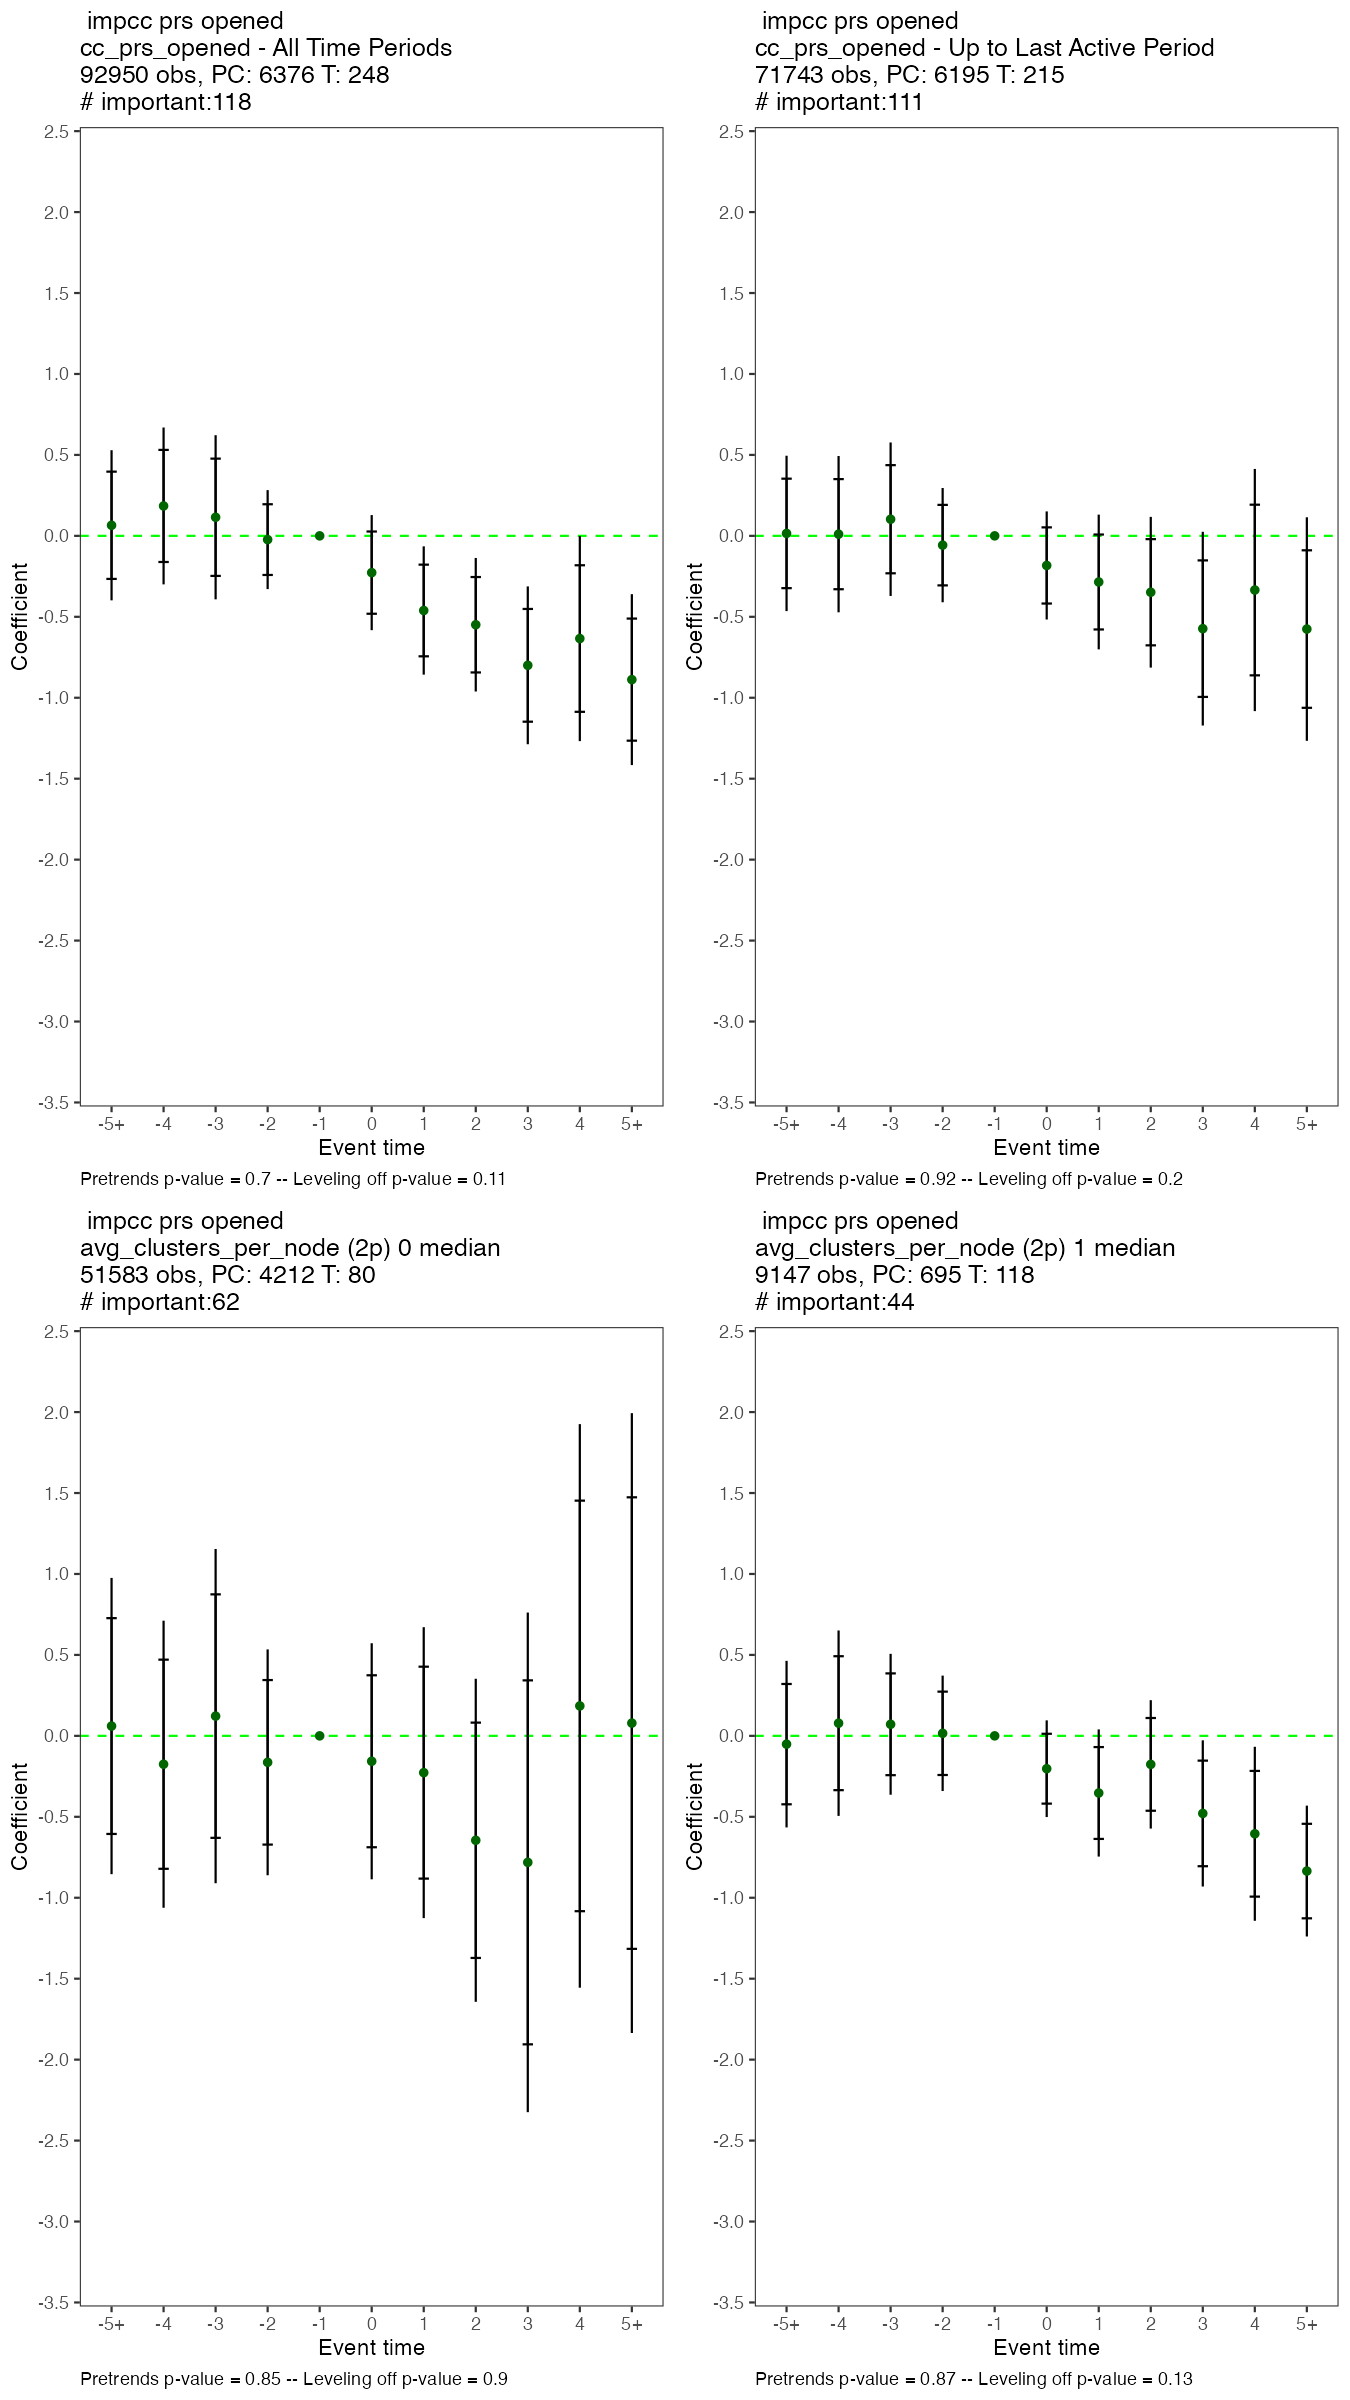 impcc prs opened
cc_prs_opened - All Time Periods
92950 obs, PC: 6376 T: 248
# important:118
2.5
2.0
1.5
1.0
0.5
0.0
-0.5
-1.0
-1.5
-2.0
-2.5
-3.0
-3.5
Coefficient
-5+ -4 -3 -2 -1 0 1 2 3 4 5+
Event time
Pretrends p-value = 0.7 -- Leveling off p-value = 0.11
impcc prs opened
cc_prs_opened - Up to Last Active Period
71743 obs, PC: 6195 T: 215
# important:111
2.5
2.0
1.5
1.0
0.5
0.0
-0.5
-1.0
-1.5
-2.0
-2.5
-3.0
-3.5
Coefficient
-5+ -4 -3 -2 -1 0 1 2 3 4 5+
Event time
Pretrends p-value = 0.92 -- Leveling off p-value = 0.2
impcc prs opened
avg_clusters_per_node (2p) 0 median
51583 obs, PC: 4212 T: 80
# important:62
2.5
2.0
1.5
1.0
0.5
0.0
-0.5
-1.0
-1.5
-2.0
-2.5
-3.0
-3.5
Coefficient
-5+ -4 -3 -2 -1 0 1 2 3 4 5+
Event time
Pretrends p-value = 0.85 -- Leveling off p-value = 0.9
impcc prs opened
avg_clusters_per_node (2p) 1 median
9147 obs, PC: 695 T: 118
# important:44
2.5
2.0
1.5
1.0
0.5
0.0
-0.5
-1.0
-1.5
-2.0
-2.5
-3.0
-3.5
Coefficient
-5+ -4 -3 -2 -1 0 1 2 3 4 5+
Event time
Pretrends p-value = 0.87 -- Leveling off p-value = 0.13